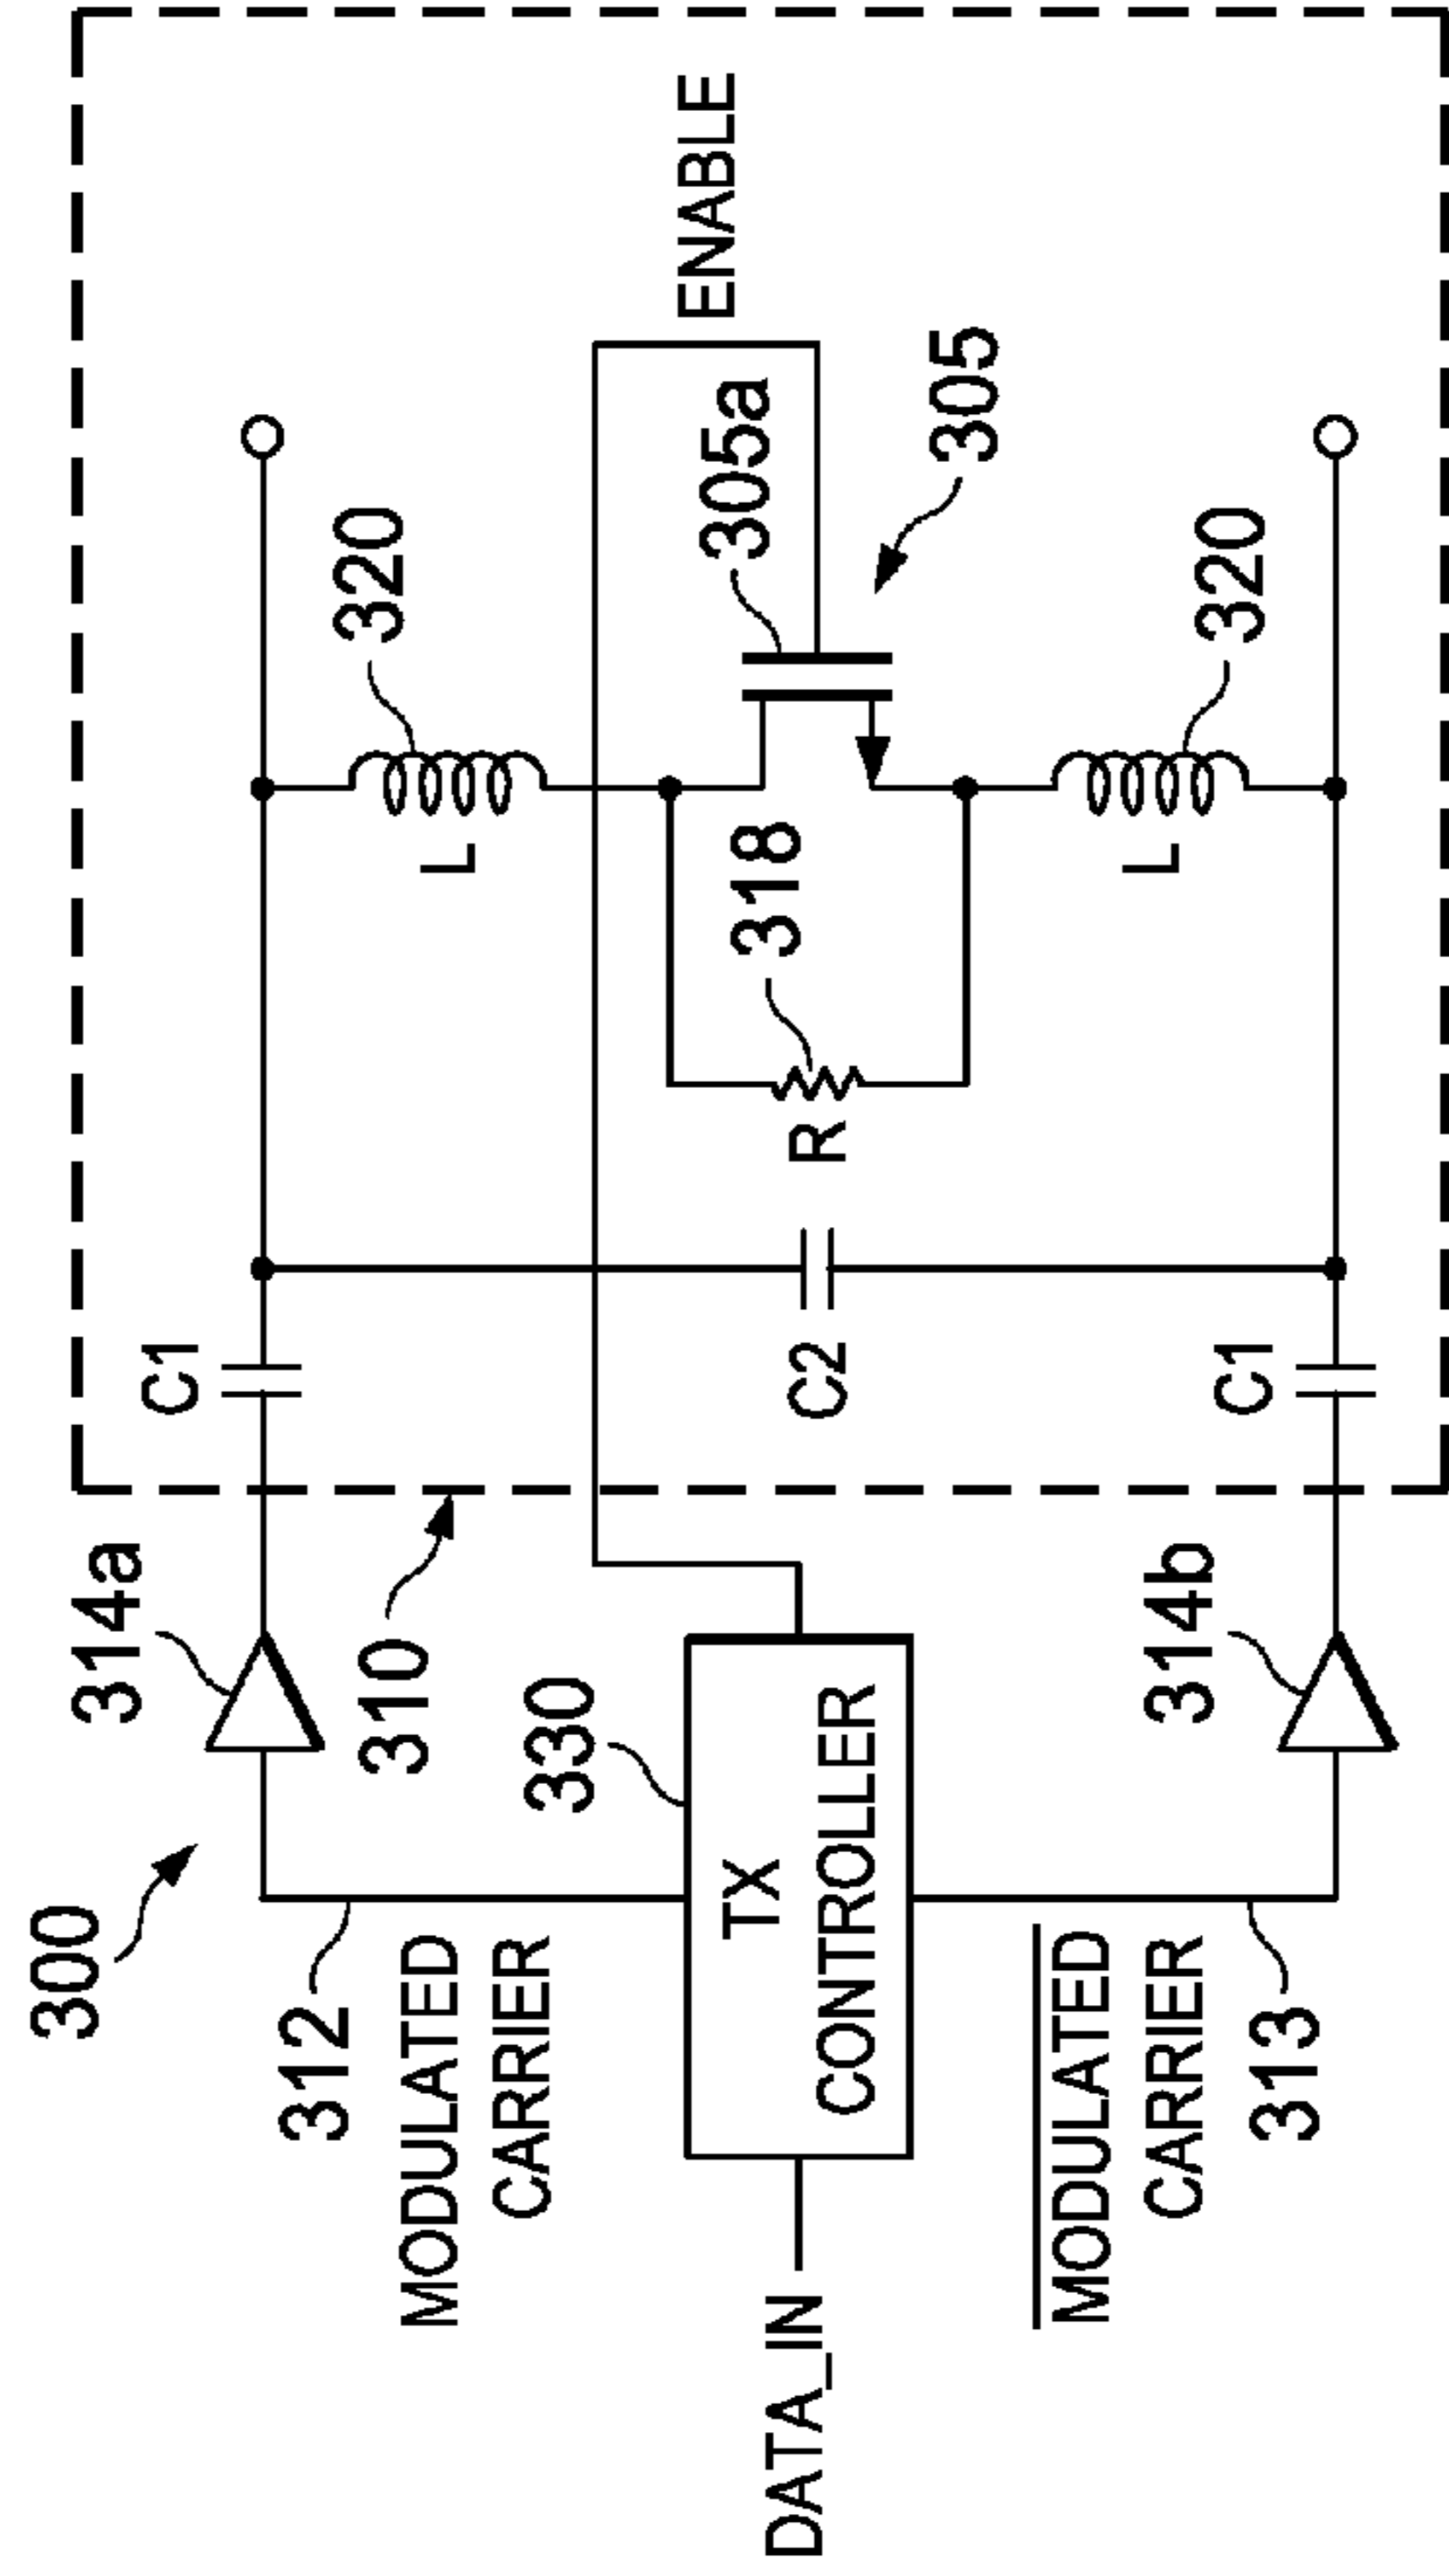 300
312
MODULATED
CARRIER
314a
310
C1
320
L
DATA_IN
330
TX
CONTROLLER
C2
R
318
305a
ENABLE
305
MODULATED
CARRIER
313
314b
C1
L
320